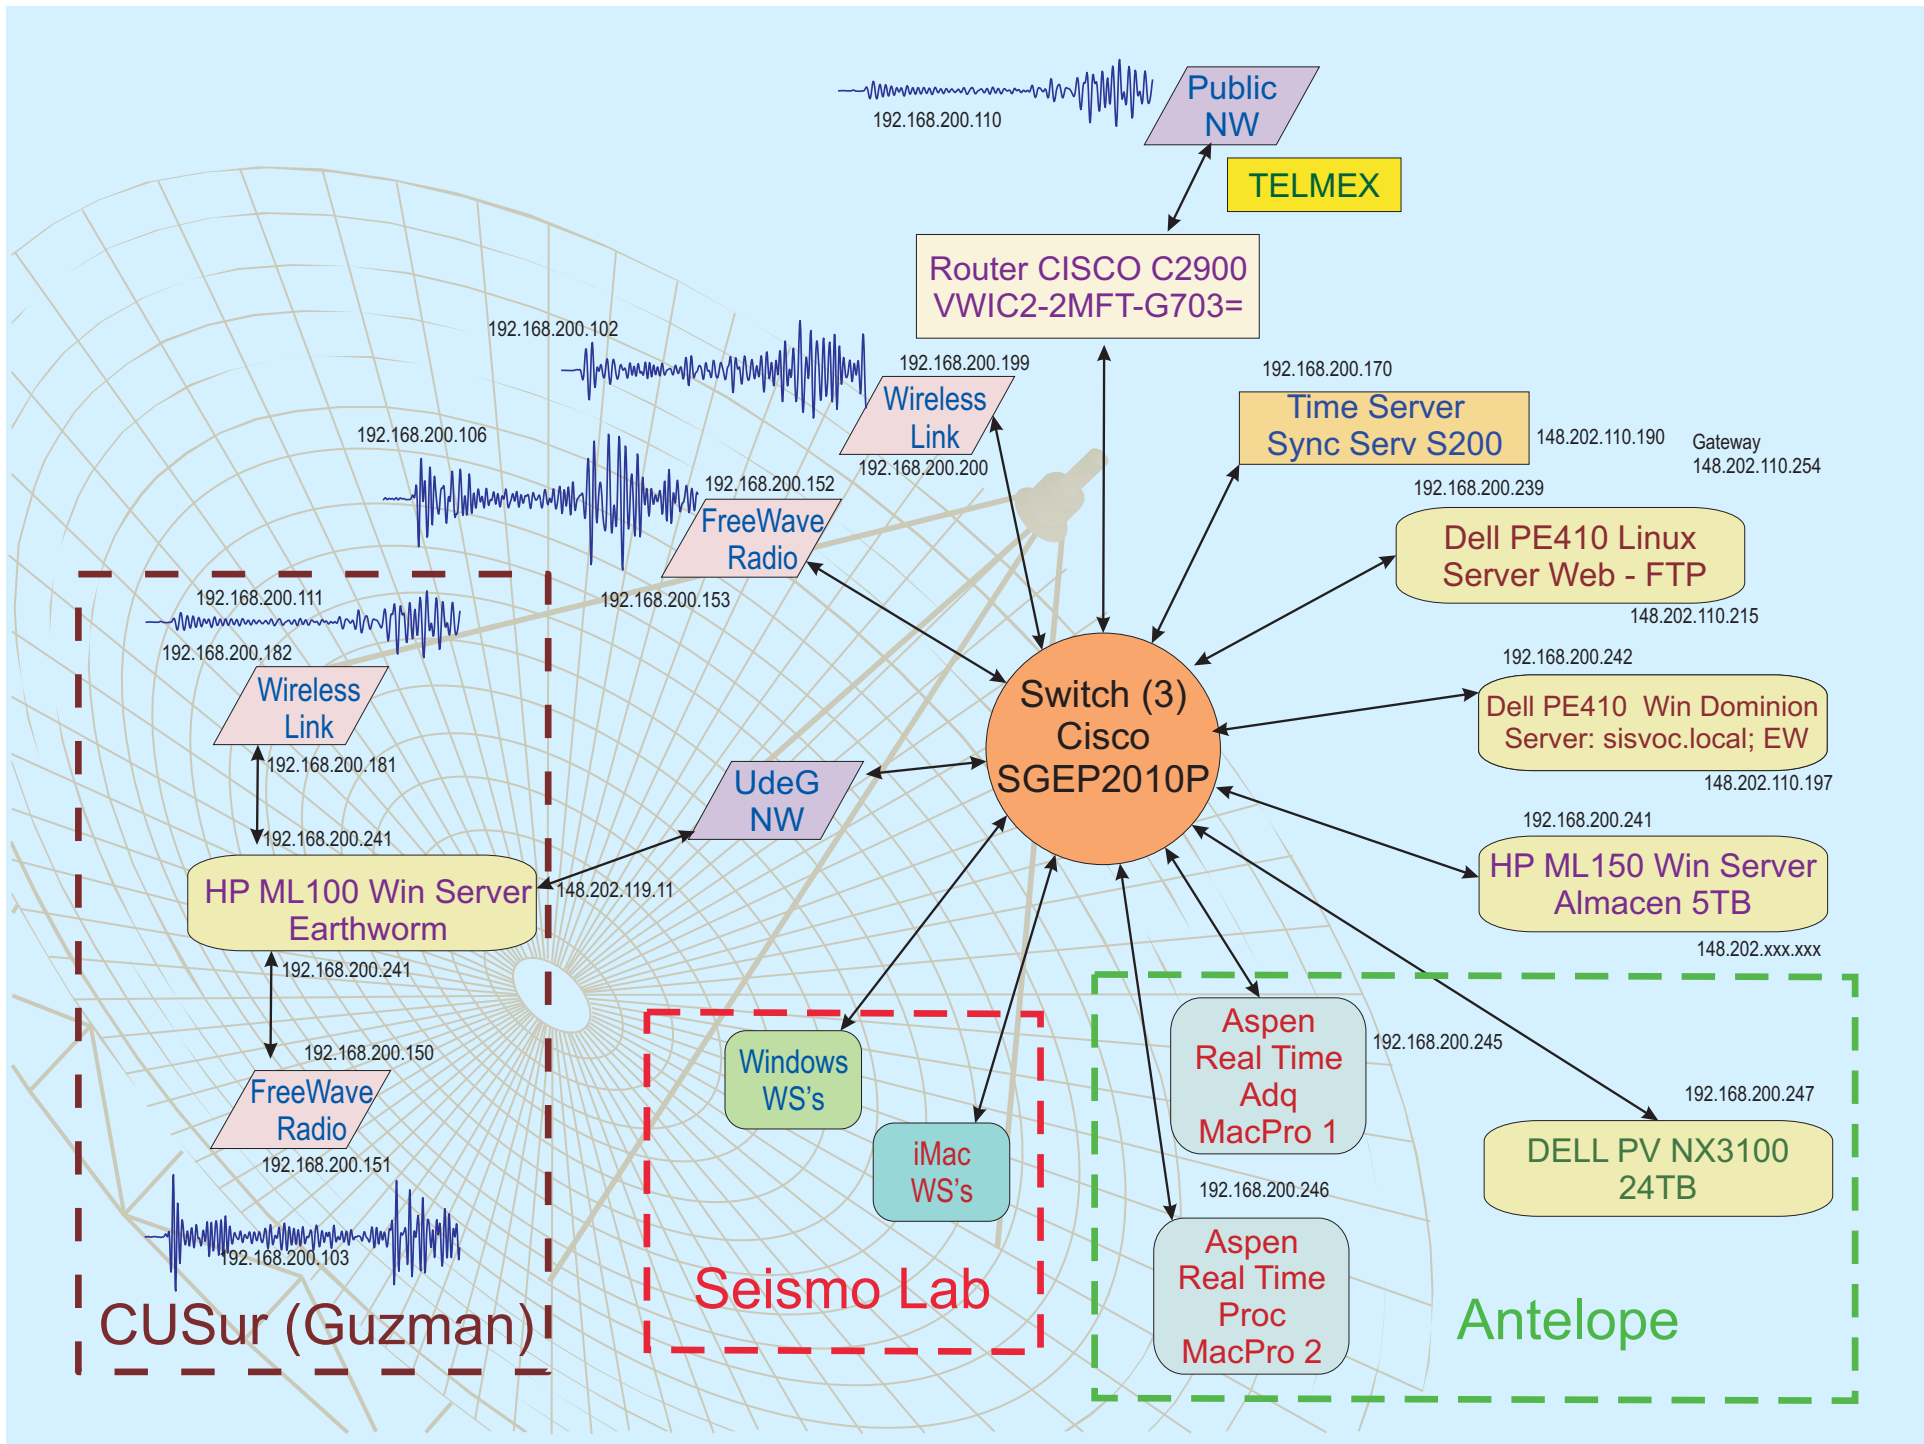 Public
NW
192.168.200.110
TELMEX
Router CISCO C2900
VWIC2-2MFT-G703=
192.168.200.102
192.168.200.199
Wireless
Link
192.168.200.200
192.168.200.170
Time Server
Sync Serv S200
148.202.110.190
Gateway
148.202.110.254
192.168.200.106
192.168.200.152
FreeWave
Radio
192.168.200.153
192.168.200.239
Dell PE410 Linux
Server Web - FTP
148.202.110.215
192.168.200.111
192.168.200.182
Wireless
Link
192.168.200.181
192.168.200.242
Dell PE410 Win Dominion
Server: sisvoc.local; EW
148.202.110.197
Switch (3)
Cisco
SGEP2010P
UdeG
NW
192.168.200.241
HP ML150 Win Server
Almacen 5TB
148.202.xxx.xxx
192.168.200.241
HP ML100 Win Server
Earthworm
148.202.119.11
192.168.200.241
192.168.200.150
FreeWave
Radio
192.168.200.151
192.168.200.103
CUSur (Guzman)
Windows
WS's
iMac
WS's
Seismo Lab
Aspen
Real Time
Adq
MacPro 1
192.168.200.245
192.168.200.247
DELL PV NX3100
24TB
192.168.200.246
Aspen
Real Time
Proc
MacPro 2
Antelope